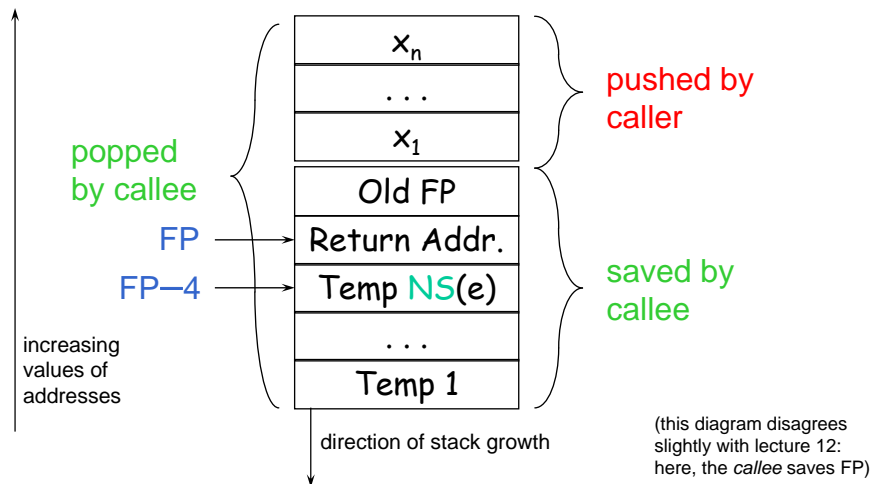 xn
. . .
x1
pushed by
caller
popped
by callee
Old FP
FP
Return Addr.
FP—4
Temp NS(e)
saved by
callee
. . .
increasing
values of
addresses
Temp 1
direction of stack growth
(this diagram disagrees
slightly with lecture 12:
here, the callee saves FP)